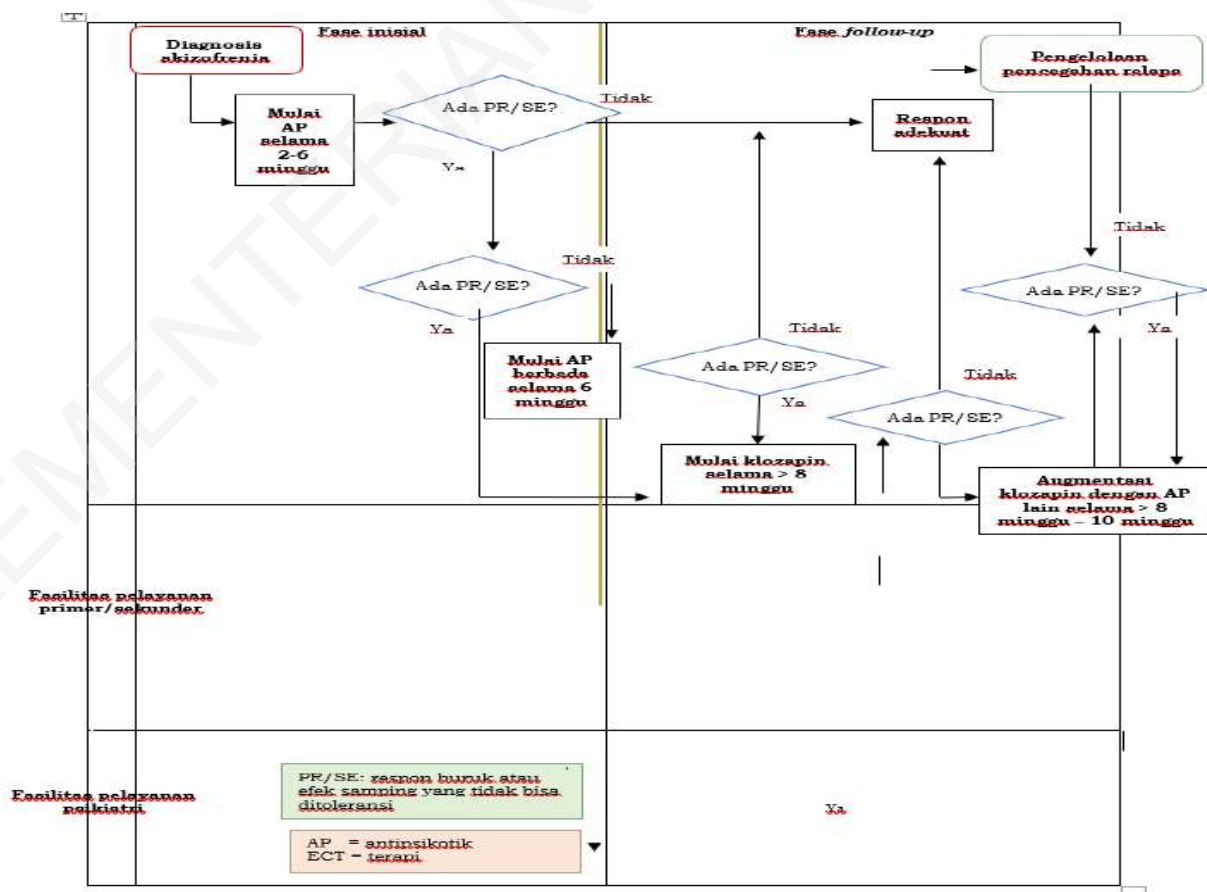 KEMENTERIAN
Fase inisial
Fase follow-up
Diagnosis
skizofrenia
Pengelolaan
pencegahan relaps
Mulai
AP
selama
2-6
minggu
Ada PR/SE?
Tidak
Respon
adekuat
Ya
Tidak
Ada PR/SE?
Tidak
Ada PR/SE?
Ya
Ya
Mulai AP
berbeda
selama 6
minggu
Tidak
Ada PR/SE?
Ya
Tidak
Ada PR/SE?
Mulai klozapin
selama > 8
minggu
Augmentasi
klozapin dengan AP
lain selama > 8
minggu – 10 minggu
Fasilitas pelayanan
primer/sekunder
Fasilitas pelayanan
psikiatri
PR/SE: respon buruk atau
efek samping yang tidak bisa
ditoleransi
Ya
AP = antipsikotik
ECT = terapi